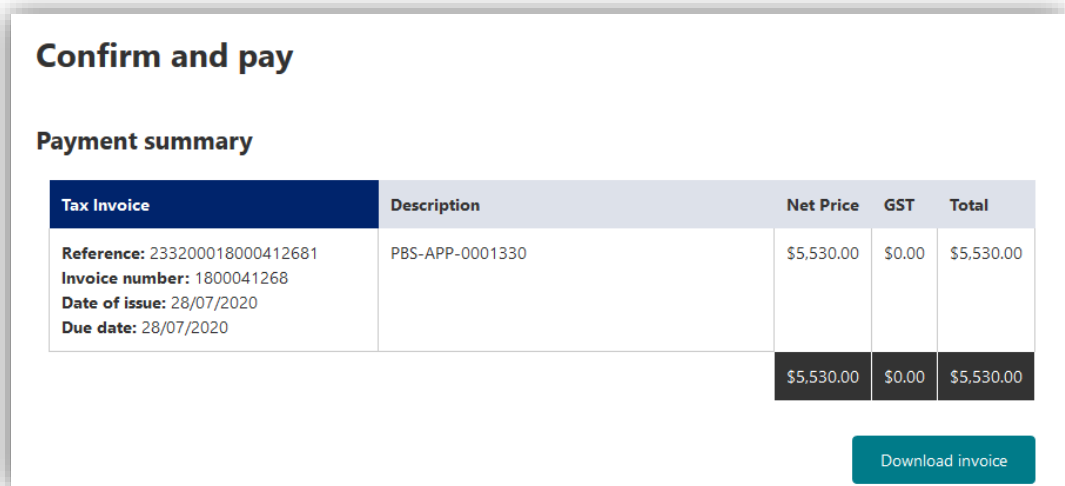 Confirm and pay
Payment summary
Tax Invoice Description Net Price GST Total
Reference: 233200018000412681 PBS-APP-0001330 $5,530.00 $0.00 $5,530.00
Invoice number: 1800041268
Date of issue: 28/07/2020
Due date: 28/07/2020
$5,530.00 $0.00 $5,530.00
Download invoice